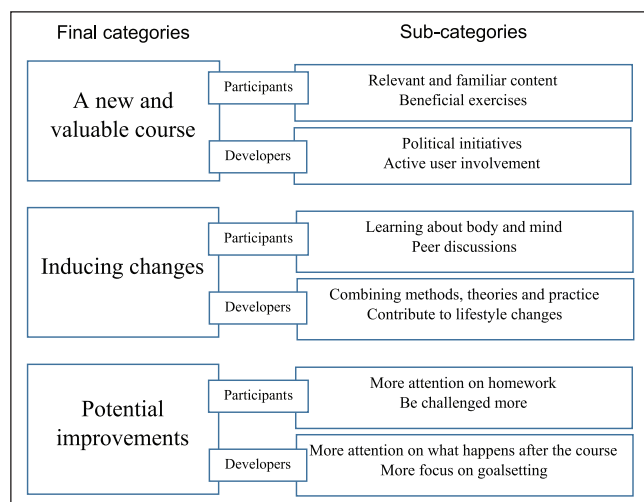 Final categories
Sub-categories
A new and
valuable course
Participants
Relevant and familiar content
Beneficial exercises
Developers
Political initiatives
Active user involvement
Inducing changes
Participants
Learning about body and mind
Peer discussions
Developers
Combining methods, theories and practice
Contribute to lifestyle changes
Potential
improvements
Participants
More attention on homework
Be challenged more
Developers
More attention on what happens after the course
More focus on goalsetting